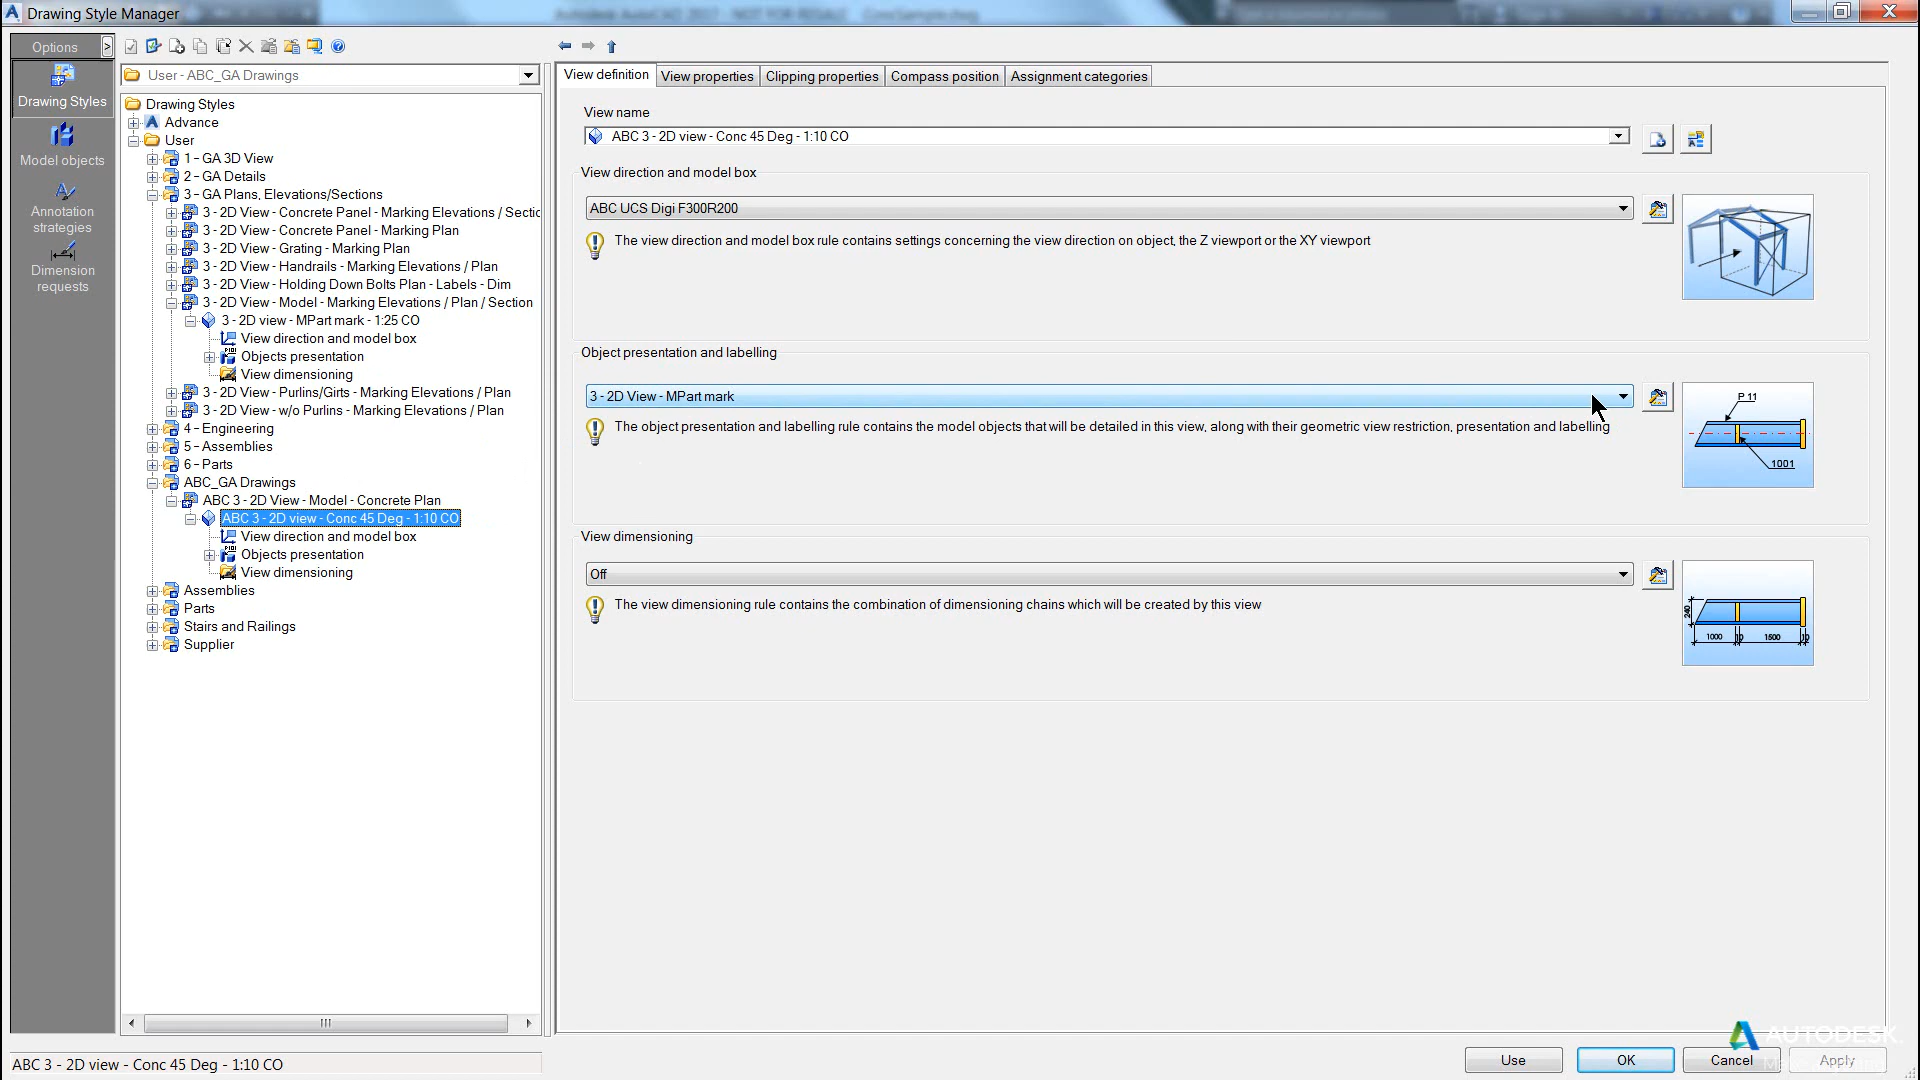 Drawing Style Manager
Options
>
User - ABC_GA Drawings
Drawing Styles
Model objects
Annotation
strategies
Dimension
requests
Drawing Styles
Advance
User
1 - GA 3D View
2 - GA Details
3 - GA Plans, Elevations/Sections
3 - 2D View - Concrete Panel - Marking Elevations / Sectic
3 - 2D View - Concrete Panel - Marking Plan
3 - 2D View - Grating - Marking Plan
3 - 2D View - Handrails - Marking Elevations / Plan
3 - 2D View - Holding Down Bolts Plan - Labels - Dim
3 - 2D View - Model - Marking Elevations / Plan / Section
3 - 2D view - MPart mark - 1:25 CO
View direction and model box
Objects presentation
View dimensioning
3 - 2D View - Purlins/Girts - Marking Elevations / Plan
3 - 2D View - w/o Purlins - Marking Elevations / Plan
4 - Engineering
5 - Assemblies
6 - Parts
ABC_GA Drawings
ABC 3 - 2D View - Model - Concrete Plan
ABC 3 - 2D view - Conc 45 Deg - 1:10 CO
View direction and model box
Objects presentation
View dimensioning
Assemblies
Parts
Stairs and Railings
Supplier
ABC 3 - 2D view - Conc 45 Deg - 1:10 CO
View definition
View properties
Clipping properties
Compass position
Assignment categories
View name
ABC 3 - 2D view - Conc 45 Deg - 1:10 CO
View direction and model box
ABC UCS Digi F300R200
The view direction and model box rule contains settings concerning the view direction on object, the Z viewport or the XY viewport
Object presentation and labelling
3 - 2D View - MPart mark
The object presentation and labelling rule contains the model objects that will be detailed in this view, along with their geometric view restriction, presentation and labelling
P 11
1001
View dimensioning
Off
The view dimensioning rule contains the combination of dimensioning chains which will be created by this view
240
1000
10
1500
10
AUTODESK.
Use
OK
Cancel
Apply